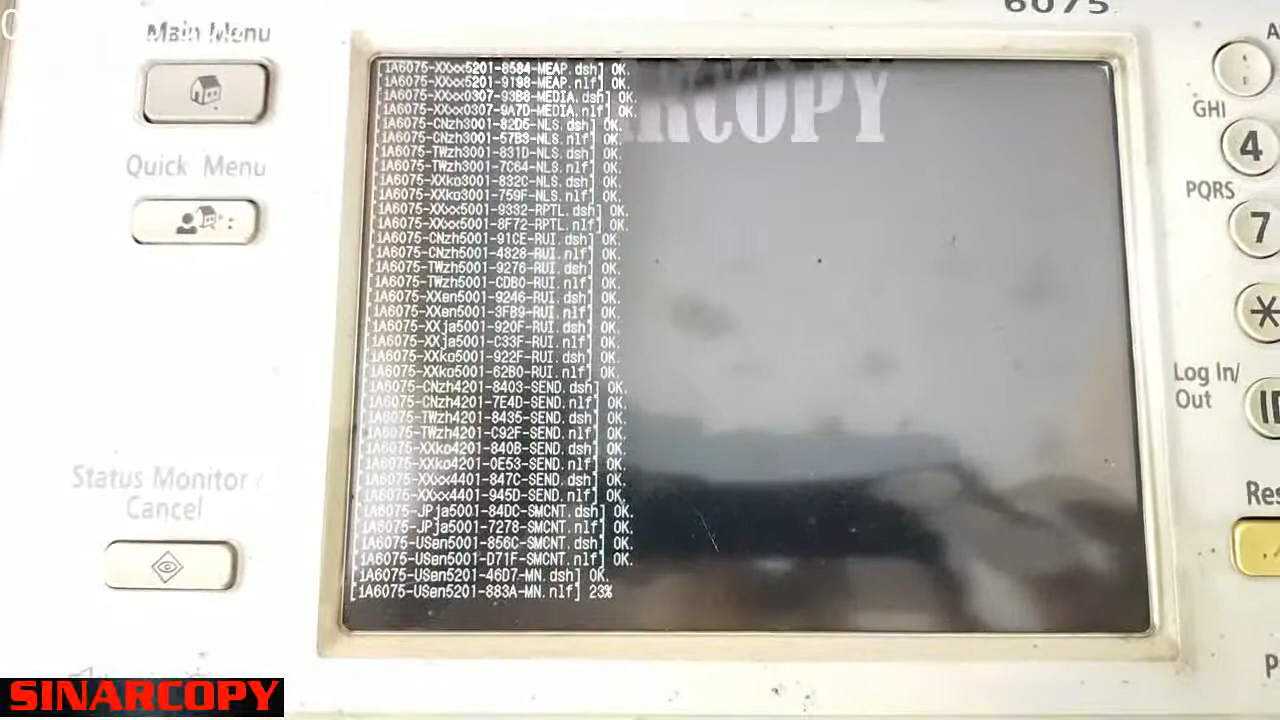 6075
Main Menu
ARCOPY
[iA6075-XXxx5201-8584-MEAP.dsh] OK.
[iA6075-XXxx5201-9198-MEAP.nlf] OK.
[iA6075-XXxx0307-93B8-MEDIA.dsh] OK.
[iA6075-XXxx0307-9A7D-MEDIA.nlf] OK.
[iA6075-CNzh3001-82D5-NLS.dsh] OK.
[iA6075-CNzh3001-57B3-NLS.nlf] OK.
[iA6075-TWzh3001-831D-NLS.dsh] OK.
[iA6075-TWzh3001-7C64-NLS.nlf] OK.
[iA6075-XXko3001-832C-NLS.dsh] OK.
[iA6075-XXko3001-759F-NLS.nlf] OK.
[iA6075-XXxx5001-9332-RPTL.dsh] OK.
[iA6075-XXxx5001-8F72-RPTL.nlf] OK.
[iA6075-CNzh5001-91CE-RUI.dsh] OK.
[iA6075-CNzh5001-4828-RUI.nlf] OK.
[iA6075-TWzh5001-9276-RUI.dsh] OK.
[iA6075-TWzh5001-CDB0-RUI.nlf] OK.
[iA6075-XXen5001-9246-RUI.dsh] OK.
[iA6075-XXen5001-3FB9-RUI.nlf] OK.
[iA6075-XXja5001-920F-RUI.dsh] OK.
[iA6075-XXja5001-C33F-RUI.nlf] OK.
[iA6075-XXko5001-922F-RUI.dsh] OK.
[iA6075-XXko5001-62B0-RUI.nlf] OK.
[iA6075-CNzh4201-8403-SEND.dsh] OK.
[iA6075-CNzh4201-7E4D-SEND.nlf] OK.
[iA6075-TWzh4201-8435-SEND.dsh] OK.
[iA6075-TWzh4201-C92F-SEND.nlf] OK.
[iA6075-XXko4201-840B-SEND.dsh] OK.
[iA6075-XXko4201-0E53-SEND.nlf] OK.
[iA6075-XXxx4401-847C-SEND.dsh] OK.
[iA6075-XXxx4401-945D-SEND.nlf] OK.
[iA6075-JPja5001-84DC-SMCNT.dsh] OK.
[iA6075-JPja5001-7278-SMCNT.nlf] OK.
[iA6075-USen5001-856C-SMCNT.dsh] OK.
[iA6075-USen5001-D71F-SMCNT.nlf] OK.
[iA6075-USen5201-46D7-MN.dsh] OK.
[iA6075-USen5201-883A-MN.nlf] 23%
Quick Menu
Status Monitor /
Cancel
GHI
4
PQRS
7
Log In/
Out
SINARCOPY